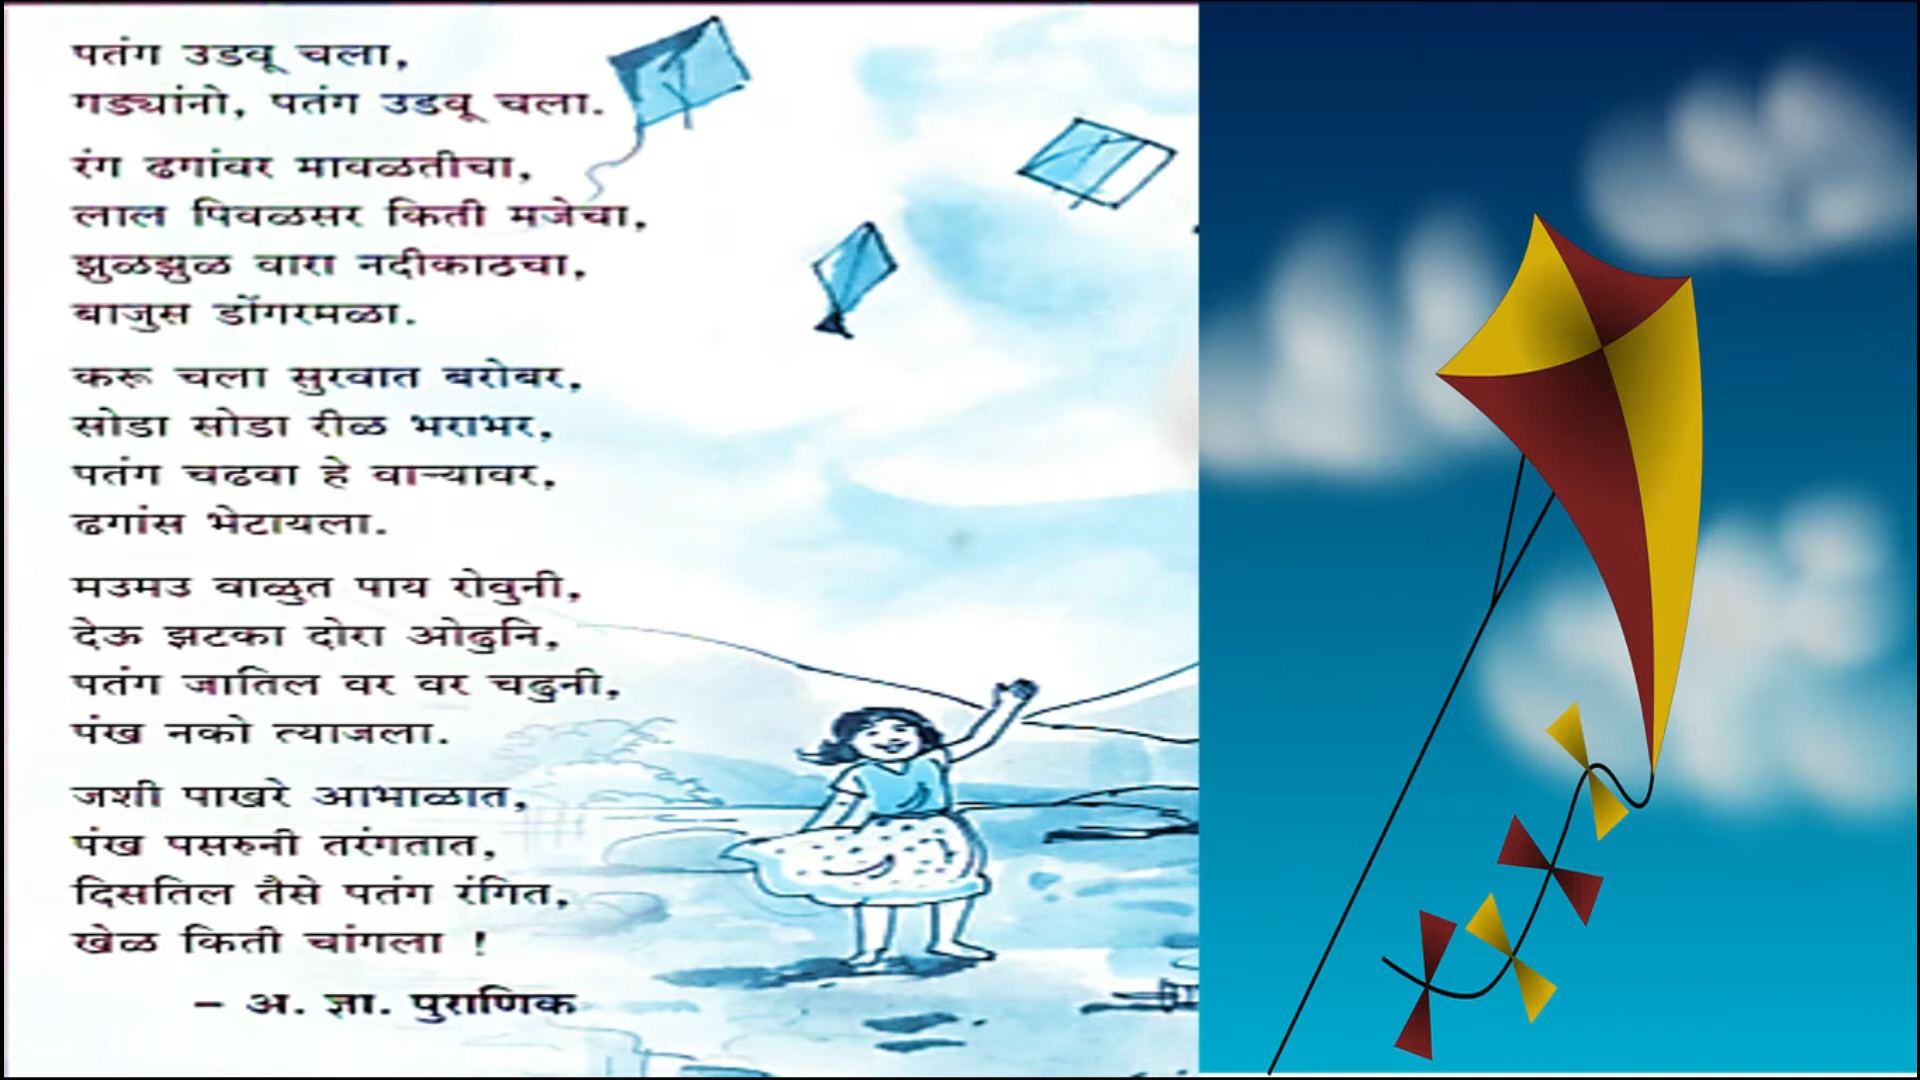 पतंग उडवू चला,
गड्यांनो, पतंग उडवू चला.
रंग ढगांवर मावळतीचा,
लाल पिवळसर किती मजेचा,
झुळझुळ वारा नदीकाठचा,
बाजुस डोंगरमळा.
करू चला सुरवात बरोबर,
सोडा सोडा रीळ भराभर,
पतंग चढवा हे वाऱ्यावर,
ढगांस भेटायला.
मउमउ वाळुत पाय रोवुनी,
देऊ झटका दोरा ओढुनि,
पतंग जातिल वर वर चढुनी,
पंख नको त्याजला.
जशी पाखरे आभाळात,
पंख पसरुनी तरंगतात,
दिसतिल तैसे पतंग रंगित,
खेळ किती चांगला !
– अ. ज्ञा. पुराणिक